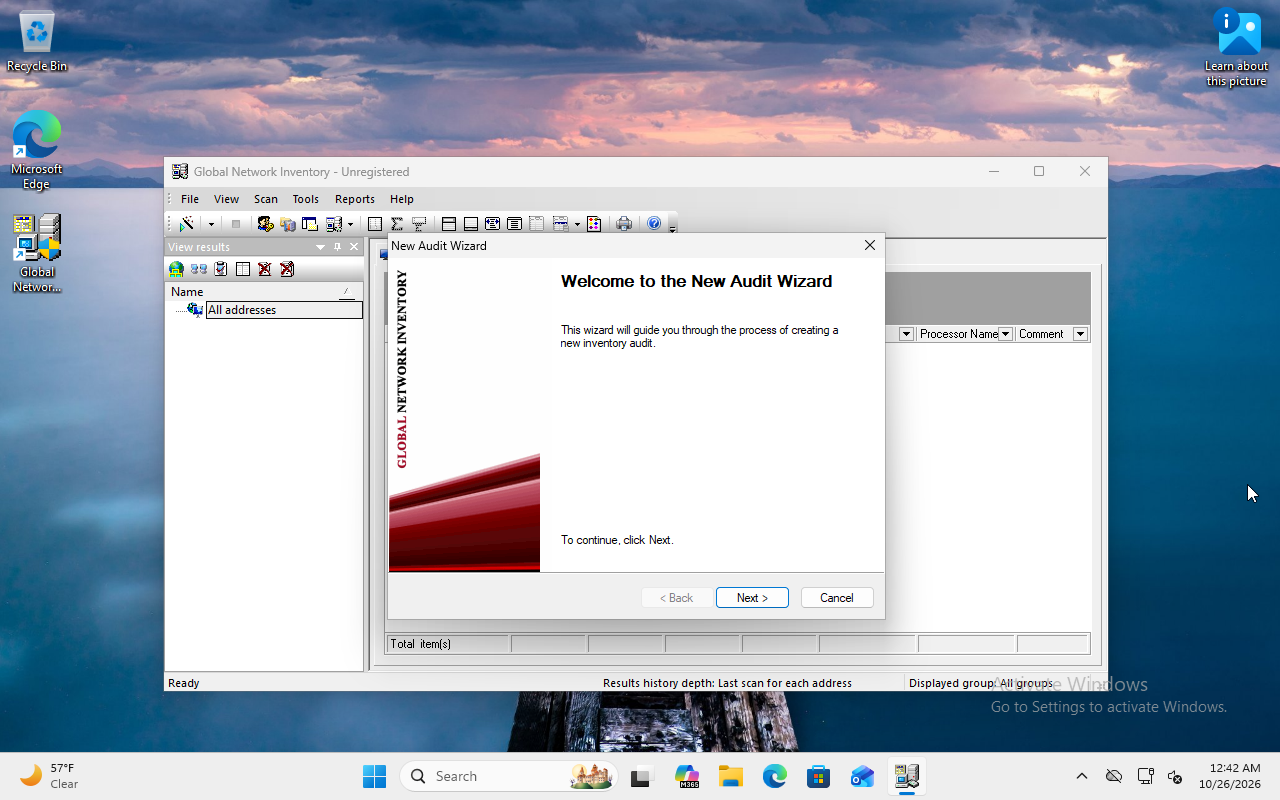 Recycle Bin
Learn about
this picture
Microsoft
Edge
Global
Networ...
Global Network Inventory - Unregistered
File View Scan Tools Reports Help
View results
Name
All addresses
New Audit Wizard
GLOBAL NETWORK INVENTORY
Welcome to the New Audit Wizard
This wizard will guide you through the process of creating a
new inventory audit.
To continue, click Next.
< Back Next > Cancel
Processor Name Comment
Total item(s)
Ready Results history depth: Last scan for each address Displayed group: All groups
Activate Windows
Go to Settings to activate Windows.
57°F
Clear
Search
M365
12:42 AM
10/26/2026